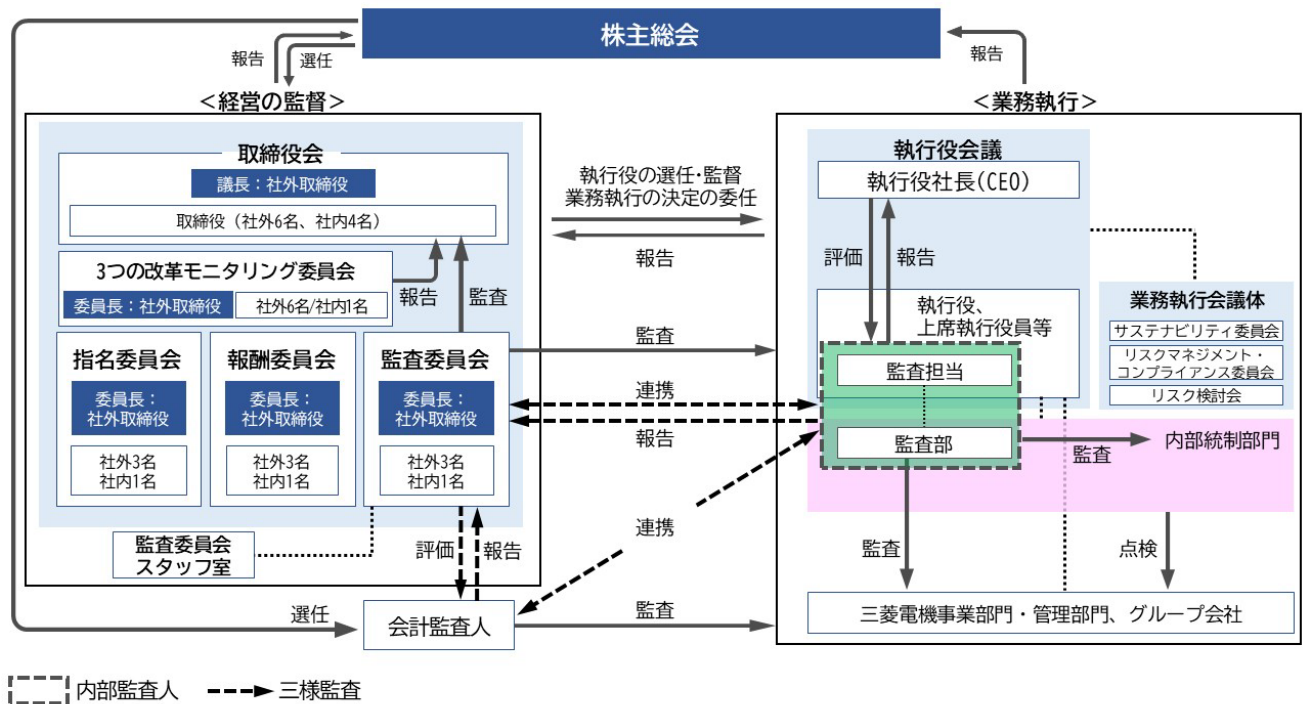 株主総会
報告
選任
報告
＜経営の監督＞
＜業務執行＞
取締役会
議長：社外取締役
取締役（社外6名、社内4名）
3つの改革モニタリング委員会
委員長：社外取締役
社外6名/社内1名
報告
監査
指名委員会
委員長：
社外取締役
社外3名
社内1名
報酬委員会
委員長：
社外取締役
社外3名
社内1名
監査委員会
委員長：
社外取締役
社外3名
社内1名
監査委員会
スタッフ室
評価
報告
選任
会計監査人
執行役の選任・監督
業務執行の決定の委任
報告
監査
連携
報告
連携
監査
執行役会議
執行役社長(CEO)
評価
報告
執行役、
上席執行役員等
監査担当
監査部
監査
内部統制部門
業務執行会議体
サステナビリティ委員会
リスクマネジメント・
コンプライアンス委員会
リスク検討会
監査
点検
三菱電機事業部門・管理部門、グループ会社
内部監査人
三様監査